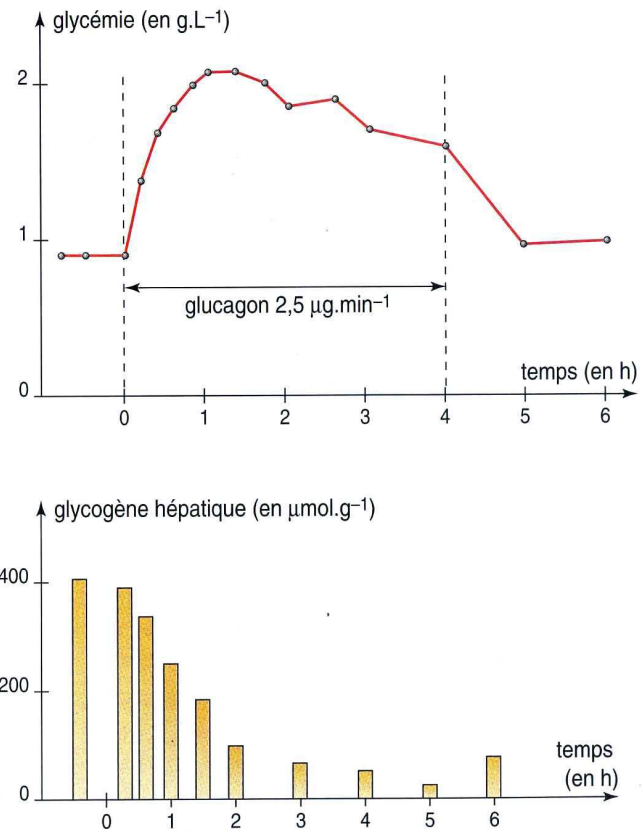 glycémie (en g.L⁻¹)
2
1
glucagon 2,5 µg.min⁻¹
temps (en h)
0
0 1 2 3 4 5 6
glycogène hépatique (en µmol.g⁻¹)
400
200
temps
(en h)
0
0 1 2 3 4 5 6